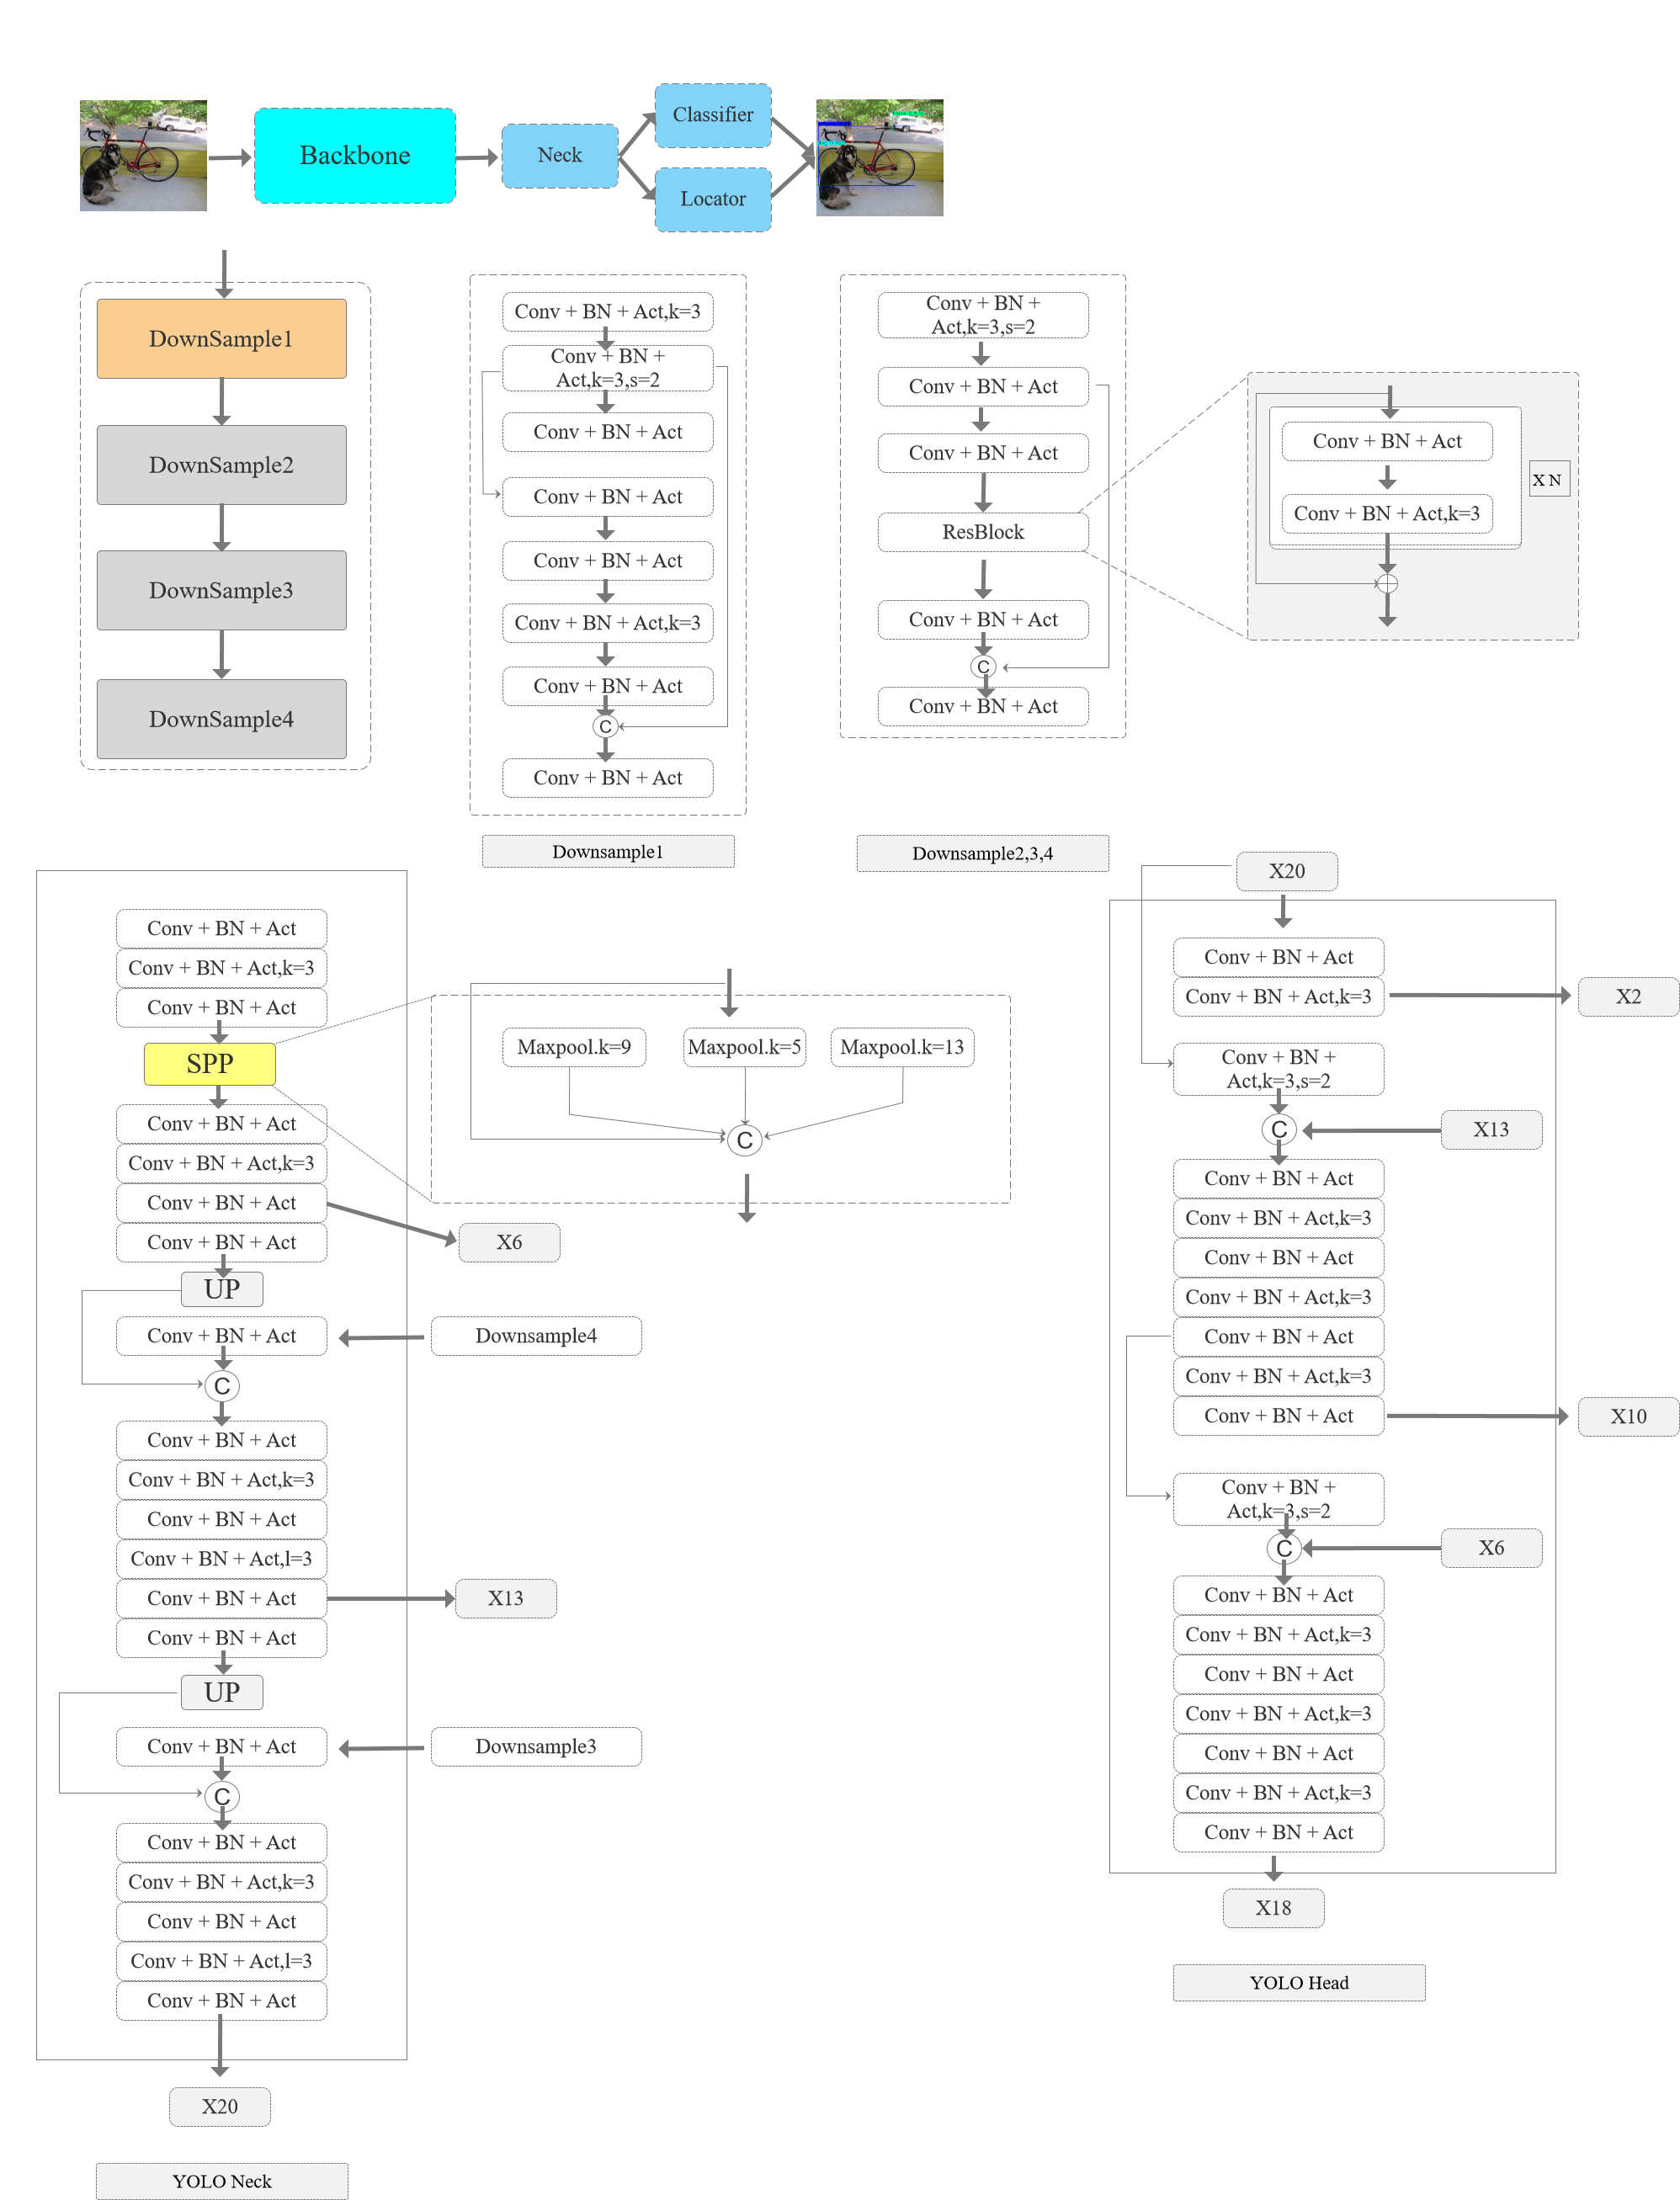 Backbone
Neck
Classifier
Locator
DownSample1
DownSample2
DownSample3
DownSample4
Conv + BN + Act,k=3
Conv + BN +
Act,k=3,s=2
Conv + BN + Act
Conv + BN + Act
Conv + BN + Act
Conv + BN + Act,k=3
Conv + BN + Act
C
Conv + BN + Act
Downsample1
Conv + BN +
Act,k=3,s=2
Conv + BN + Act
Conv + BN + Act
ResBlock
Conv + BN + Act
C
Conv + BN + Act
Downsample2,3,4
Conv + BN + Act
Conv + BN + Act,k=3
X N
Conv + BN + Act
Conv + BN + Act,k=3
Conv + BN + Act
SPP
Conv + BN + Act
Conv + BN + Act,k=3
Conv + BN + Act
X6
Conv + BN + Act
UP
Conv + BN + Act
Downsample4
C
Conv + BN + Act
Conv + BN + Act,k=3
Conv + BN + Act
Conv + BN + Act,l=3
Conv + BN + Act
X13
Conv + BN + Act
UP
Conv + BN + Act
Downsample3
C
Conv + BN + Act
Conv + BN + Act,k=3
Conv + BN + Act
Conv + BN + Act,l=3
Conv + BN + Act
X20
YOLO Neck
Maxpool.k=9
Maxpool.k=5
Maxpool.k=13
C
X20
Conv + BN + Act
Conv + BN + Act,k=3
X2
Conv + BN +
Act,k=3,s=2
C
X13
Conv + BN + Act
Conv + BN + Act,k=3
Conv + BN + Act
Conv + BN + Act,k=3
Conv + BN + Act
Conv + BN + Act,k=3
Conv + BN + Act
X10
Conv + BN +
Act,k=3,s=2
C
X6
Conv + BN + Act
Conv + BN + Act,k=3
Conv + BN + Act
Conv + BN + Act,k=3
Conv + BN + Act
Conv + BN + Act,k=3
Conv + BN + Act
X18
YOLO Head